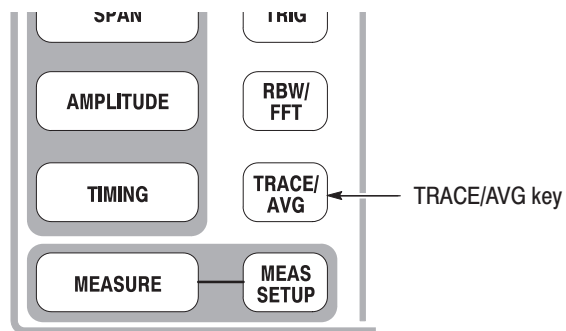 SPAN
TRIG
AMPLITUDE
RBW/
FFT
TIMING
TRACE/
AVG
TRACE/AVG key
MEASURE
MEAS
SETUP